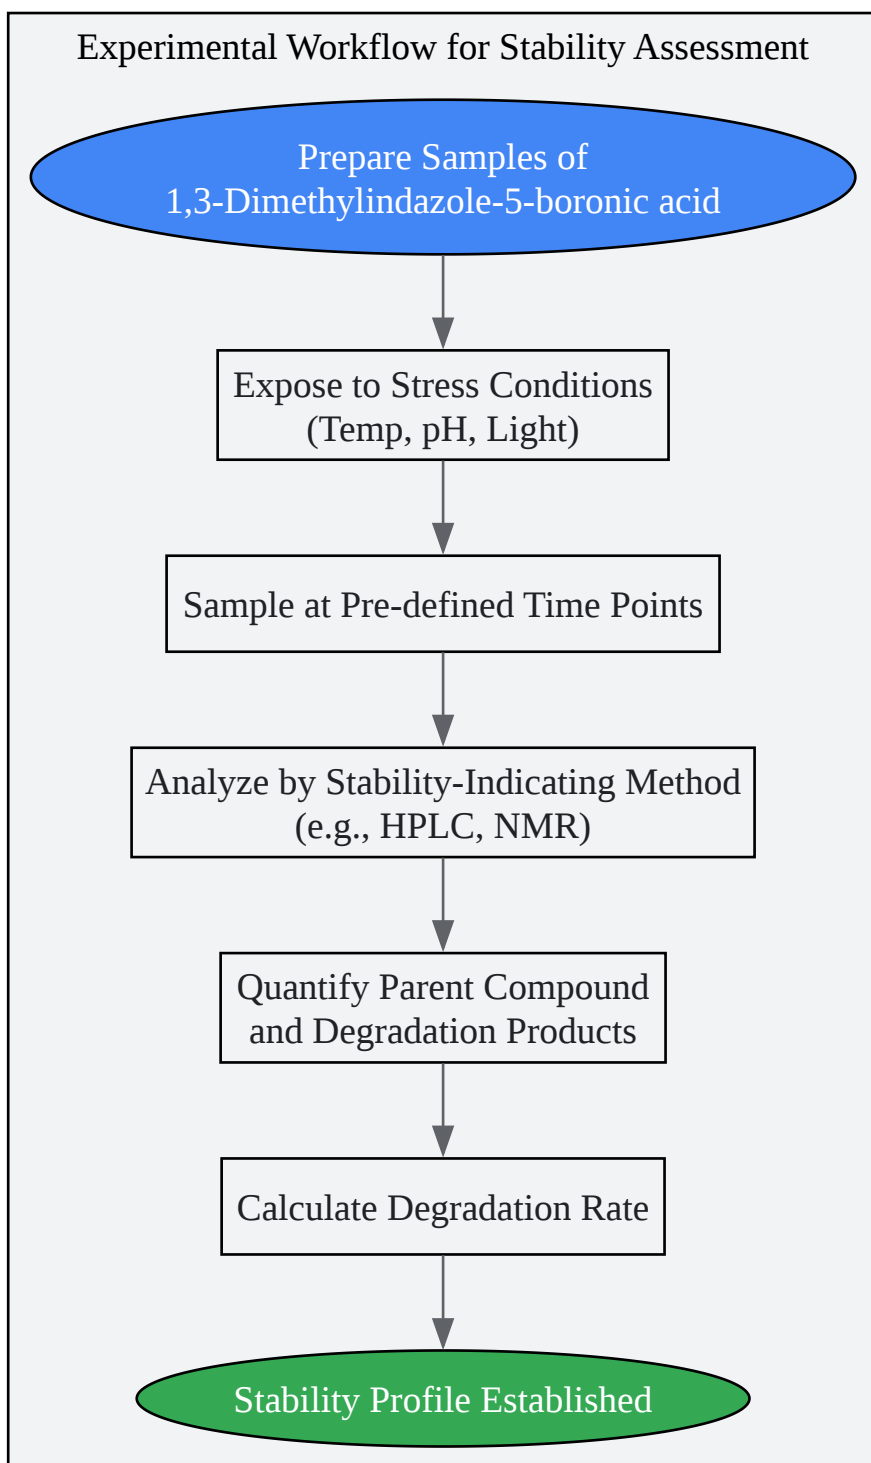 Experimental Workflow for Stability Assessment
Prepare Samples of
1,3-Dimethylindazole-5-boronic acid
Expose to Stress Conditions
(Temp, pH, Light)
Sample at Pre-defined Time Points
Analyze by Stability-Indicating Method
(e.g., HPLC, NMR)
Quantify Parent Compound
and Degradation Products
Calculate Degradation Rate
Stability Profile Established